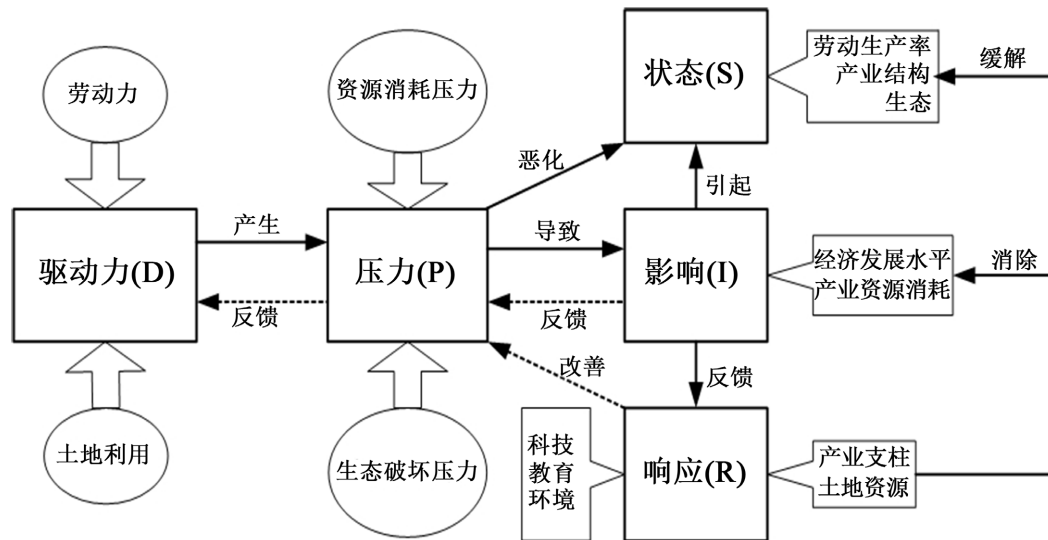 劳动力
驱动力(D)
土地利用
产生
反馈
资源消耗压力
压力(P)
生态破坏压力
恶化
导致
反馈
改善
状态(S)
引起
影响(I)
反馈
响应(R)
科技
教育
环境
劳动生产率
产业结构
生态
缓解
经济发展水平
产业资源消耗
消除
产业支柱
土地资源